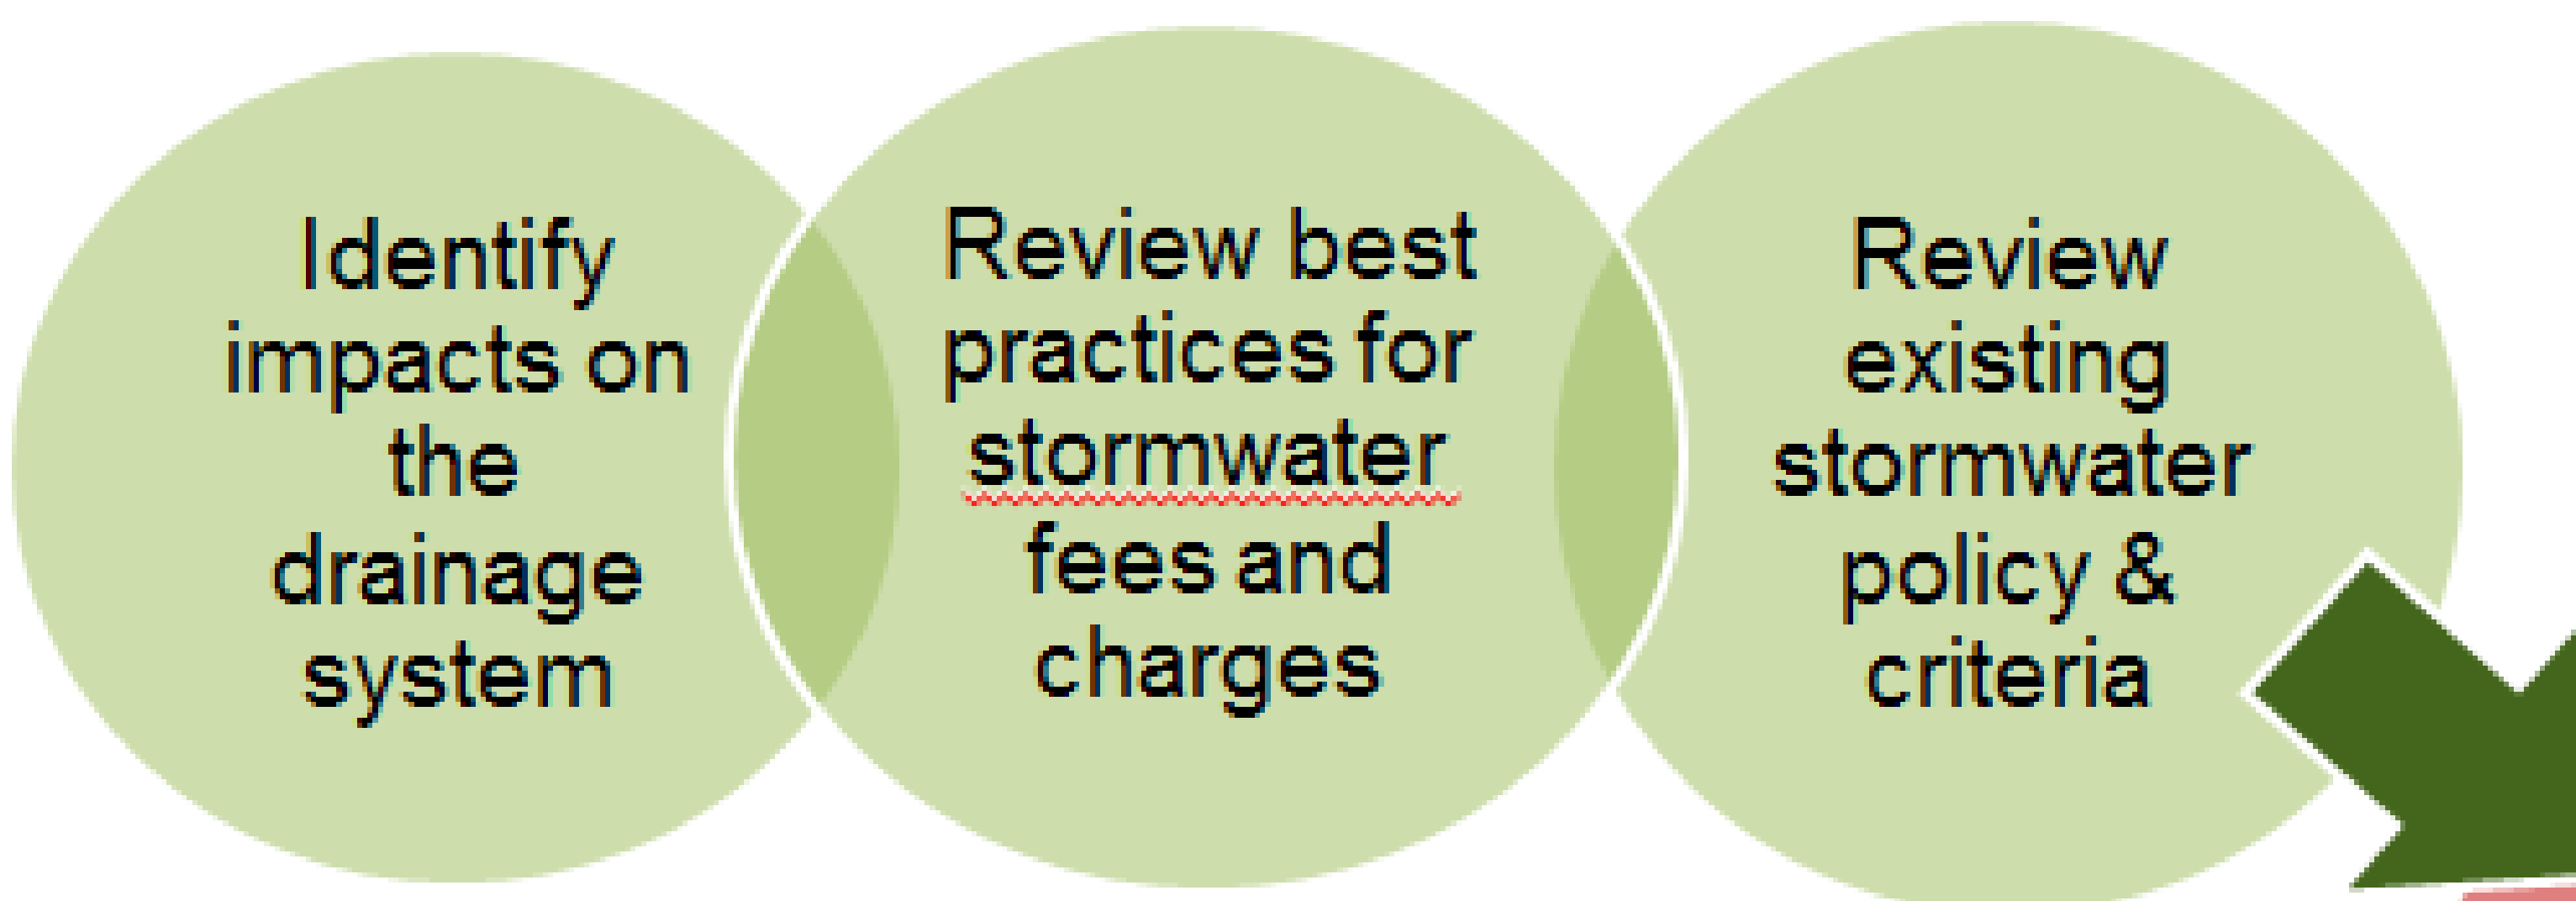 Identify
impacts on
the
drainage
system
Review best
practices for
stormwater
fees and
charges
Review
existing
stormwater
policy &
criteria